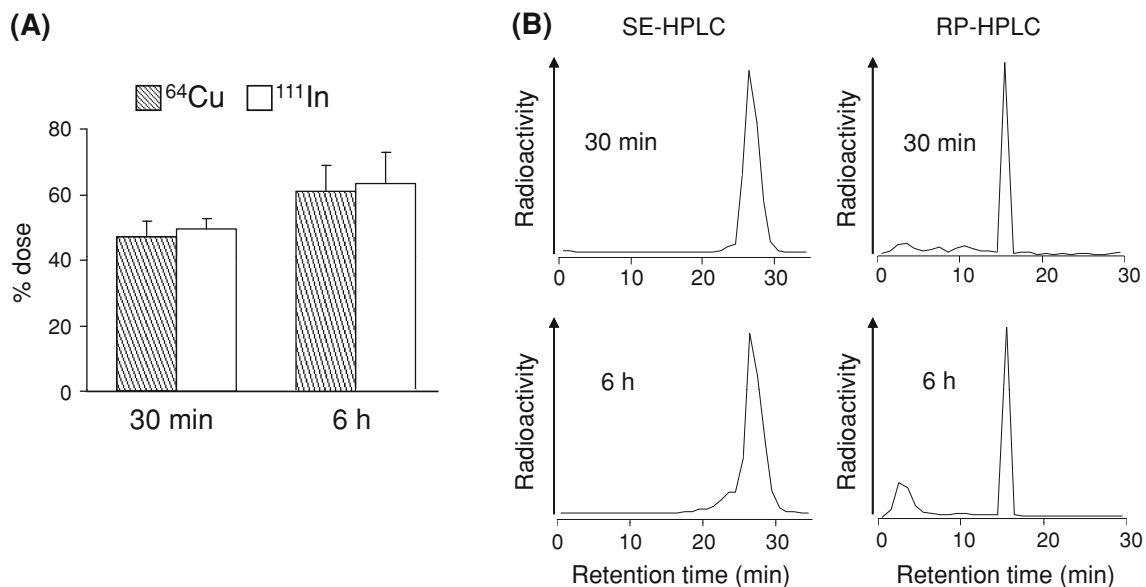 (A)
⁶⁴Cu ¹¹¹In
80
60
40
20
0
% dose
30 min 6 h
(B)
SE-HPLC RP-HPLC
Radioactivity
30 min
0 10 20 30
Radioactivity
30 min
0 10 20 30
Radioactivity
6 h
0 10 20 30
Retention time (min)
Radioactivity
6 h
0 10 20 30
Retention time (min)